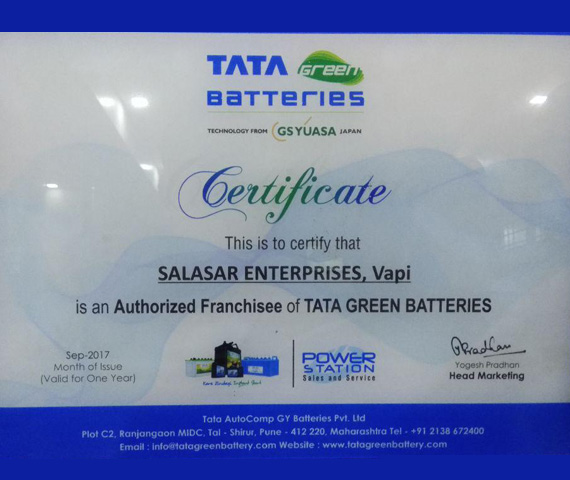 TATA Green
BATTERIES
TECHNOLOGY FROM GS YUASA JAPAN
Certificate
This is to certify that
SALASAR ENTERPRISES, Vapi
is an Authorized Franchisee of TATA GREEN BATTERIES
Sep-2017
Month of Issue
(Valid for One Year)
POWER
STATION
Sales and Service
Yogesh Pradhan
Head Marketing
Tata AutoComp GY Batteries Pvt. Ltd
Plot C2, Ranjangaon MIDC, Tal - Shirur, Pune - 412 220, Maharashtra Tel - +91 2138 672400
Email : info@tatagreenbattery.com Website : www.tatagreenbattery.com